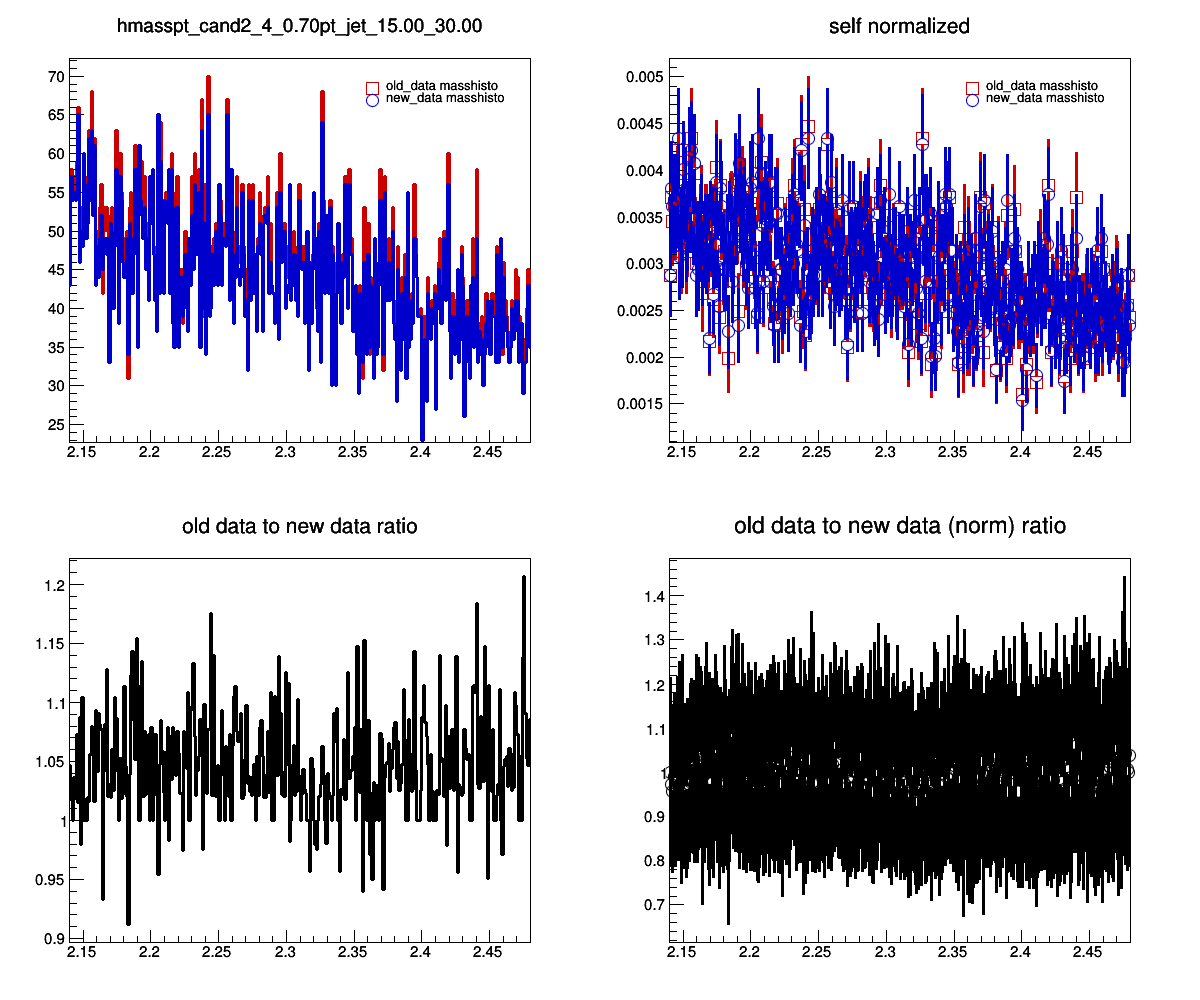 hmasspt_cand2_4_0.70pt_jet_15.00_30.00
70
65
60
55
50
45
40
35
30
25
2.15 2.2 2.25 2.3 2.35 2.4 2.45
old_data masshisto
new_data masshisto
self normalized
0.005
0.0045
0.004
0.0035
0.003
0.0025
0.002
0.0015
2.15 2.2 2.25 2.3 2.35 2.4 2.45
old_data masshisto
new_data masshisto
old data to new data ratio
1.2
1.15
1.1
1.05
1
0.95
0.9
2.15 2.2 2.25 2.3 2.35 2.4 2.45
old data to new data (norm) ratio
1.4
1.3
1.2
1.1
1
0.9
0.8
0.7
2.15 2.2 2.25 2.3 2.35 2.4 2.45